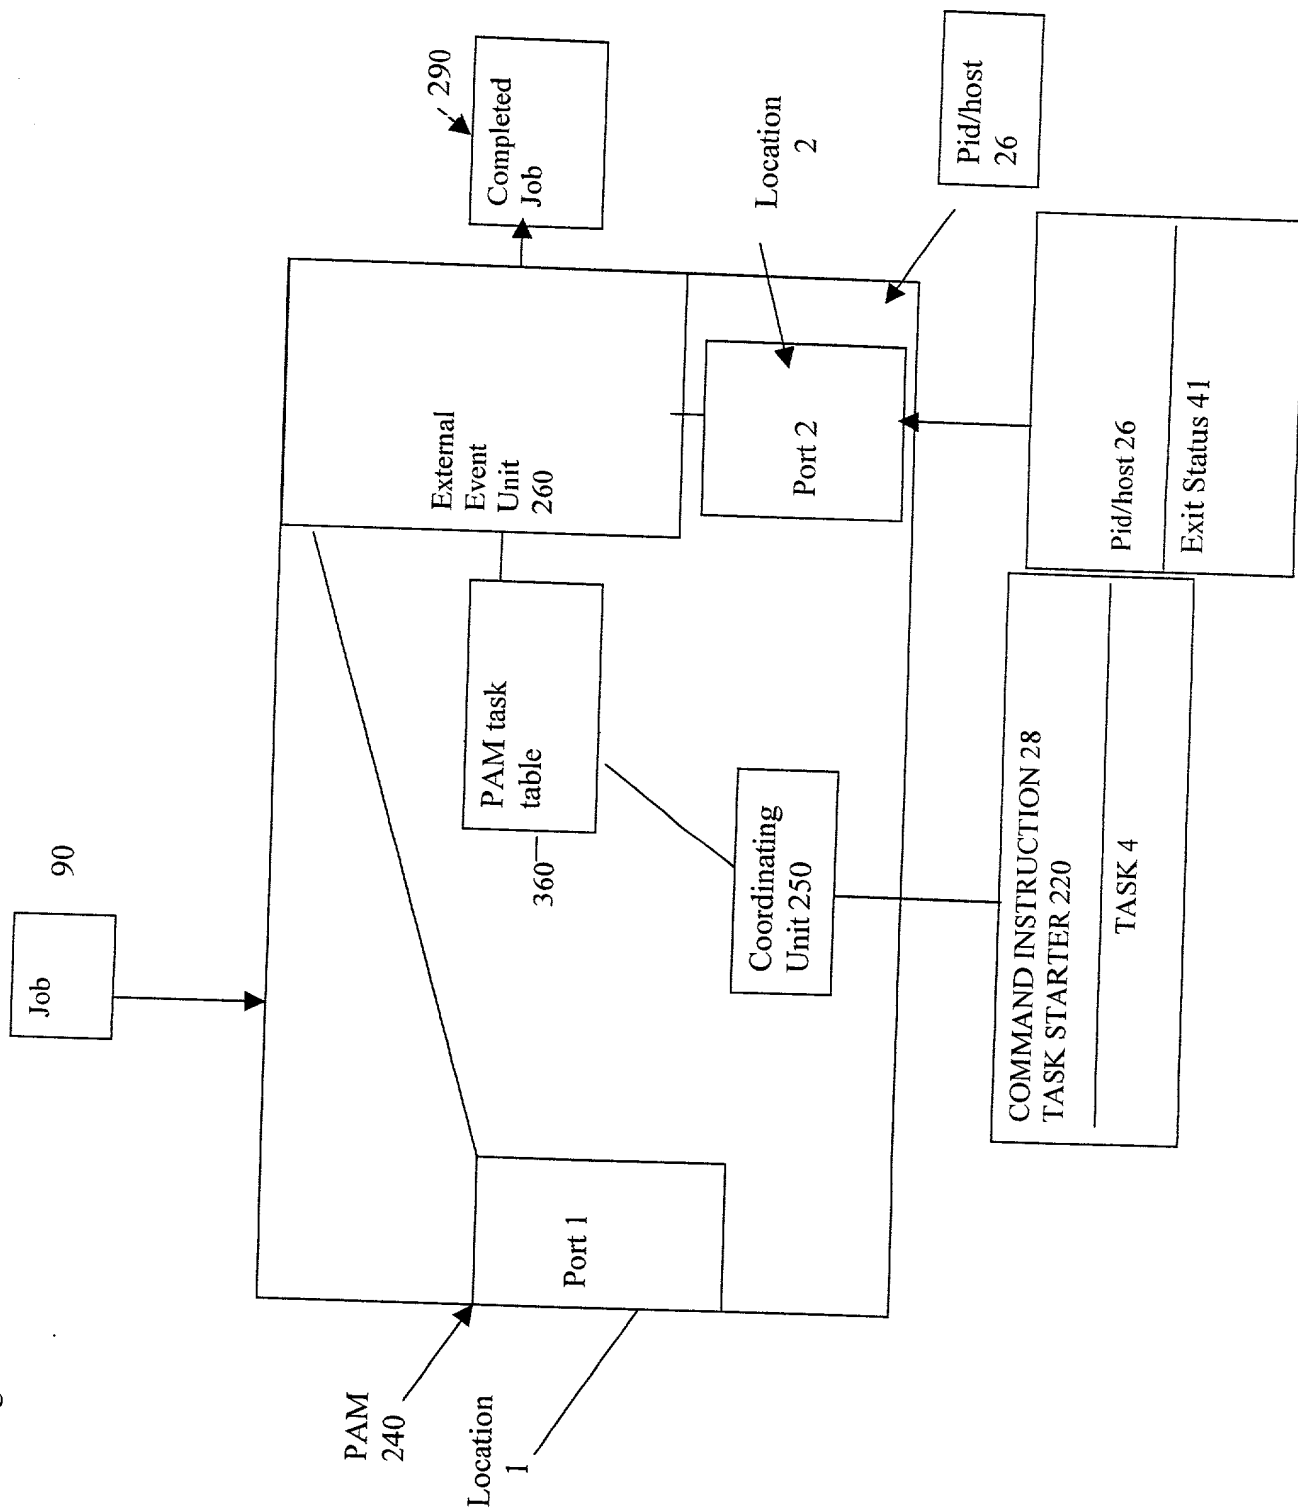 Job
90
PAM
240
Location
1
Port 1
PAM task
table
360
Coordinating
Unit 250
External
Event
Unit
260
Completed
Job
290
Port 2
Location
2
Pid/host
26
COMMAND INSTRUCTION 28
TASK STARTER 220
TASK 4
Pid/host 26
Exit Status 41